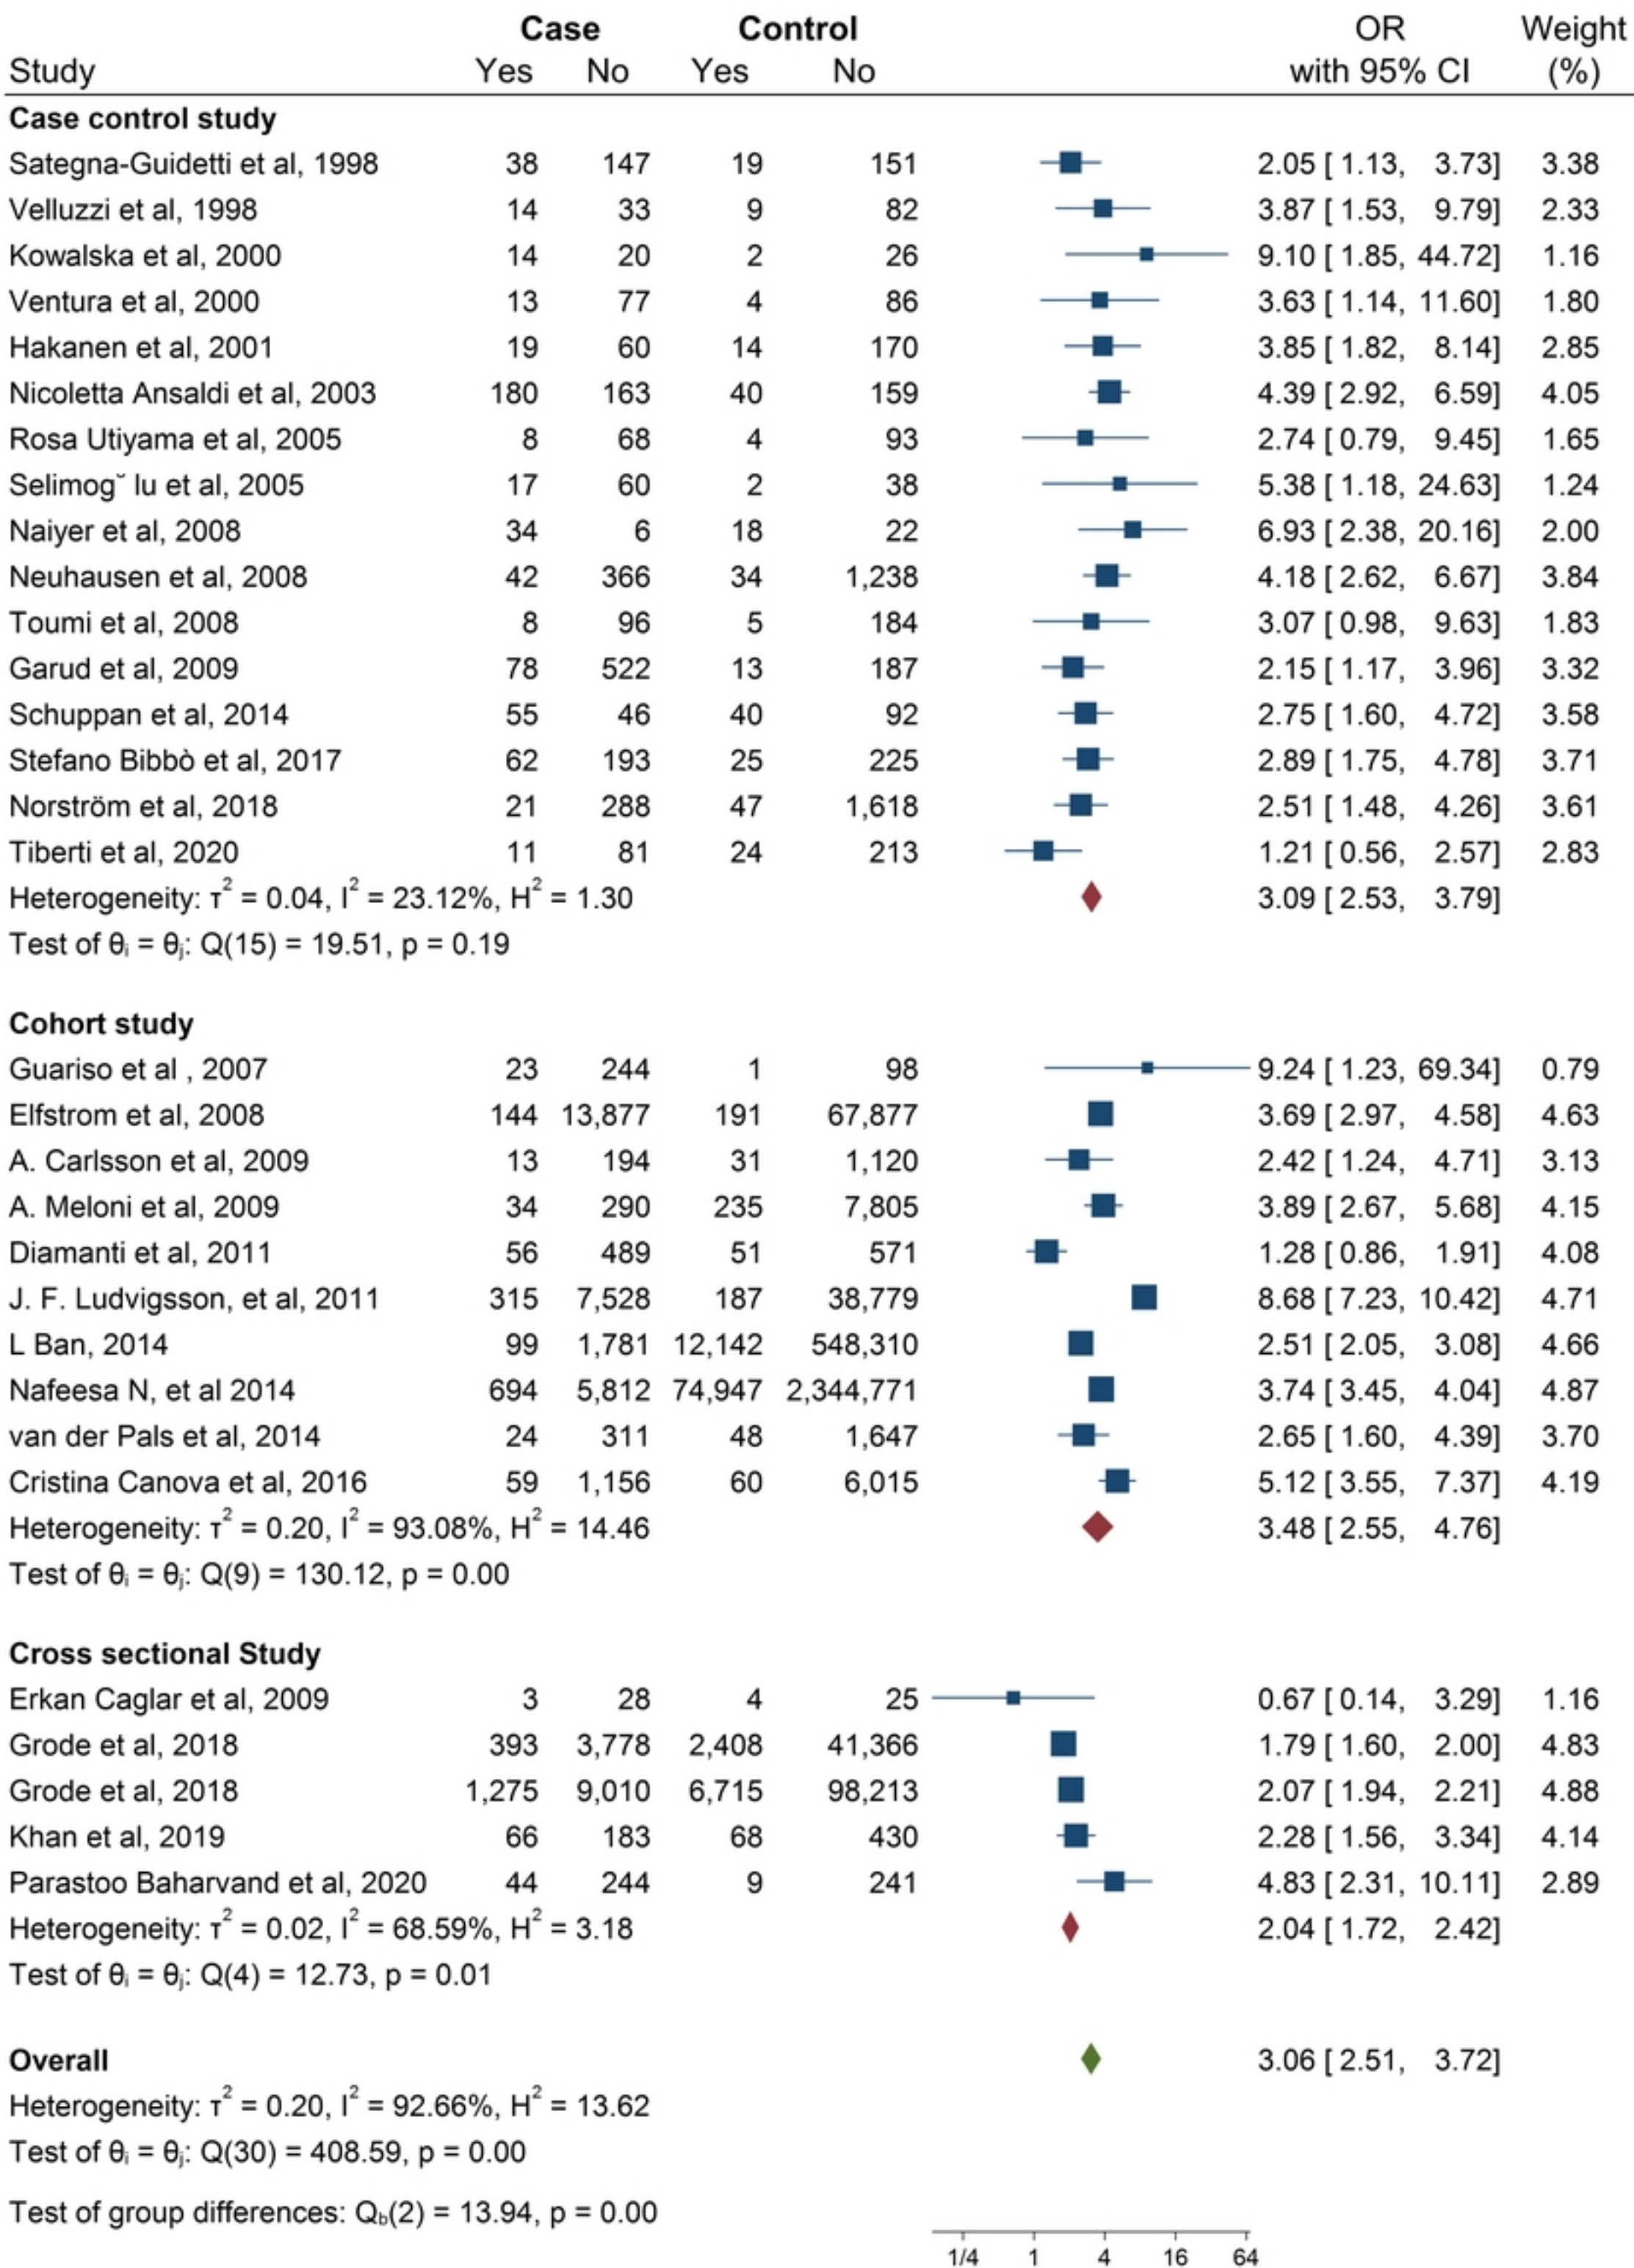 Case Control OR Weight
Study Yes No Yes No with 95% CI (%)
Case control study
Sategna-Guidetti et al, 1998 38 147 19 151 2.05 [ 1.13, 3.73] 3.38
Velluzzi et al, 1998 14 33 9 82 3.87 [ 1.53, 9.79] 2.33
Kowalska et al, 2000 14 20 2 26 9.10 [ 1.85, 44.72] 1.16
Ventura et al, 2000 13 77 4 86 3.63 [ 1.14, 11.60] 1.80
Hakanen et al, 2001 19 60 14 170 3.85 [ 1.82, 8.14] 2.85
Nicoletta Ansaldi et al, 2003 180 163 40 159 4.39 [ 2.92, 6.59] 4.05
Rosa Utiyama et al, 2005 8 68 4 93 2.74 [ 0.79, 9.45] 1.65
Selimog˘ lu et al, 2005 17 60 2 38 5.38 [ 1.18, 24.63] 1.24
Naiyer et al, 2008 34 6 18 22 6.93 [ 2.38, 20.16] 2.00
Neuhausen et al, 2008 42 366 34 1,238 4.18 [ 2.62, 6.67] 3.84
Toumi et al, 2008 8 96 5 184 3.07 [ 0.98, 9.63] 1.83
Garud et al, 2009 78 522 13 187 2.15 [ 1.17, 3.96] 3.32
Schuppan et al, 2014 55 46 40 92 2.75 [ 1.60, 4.72] 3.58
Stefano Bibbò et al, 2017 62 193 25 225 2.89 [ 1.75, 4.78] 3.71
Norström et al, 2018 21 288 47 1,618 2.51 [ 1.48, 4.26] 3.61
Tiberti et al, 2020 11 81 24 213 1.21 [ 0.56, 2.57] 2.83
Heterogeneity: τ² = 0.04, I² = 23.12%, H² = 1.30 3.09 [ 2.53, 3.79]
Test of θᵢ = θⱼ: Q(15) = 19.51, p = 0.19
Cohort study
Guariso et al , 2007 23 244 1 98 9.24 [ 1.23, 69.34] 0.79
Elfstrom et al, 2008 144 13,877 191 67,877 3.69 [ 2.97, 4.58] 4.63
A. Carlsson et al, 2009 13 194 31 1,120 2.42 [ 1.24, 4.71] 3.13
A. Meloni et al, 2009 34 290 235 7,805 3.89 [ 2.67, 5.68] 4.15
Diamanti et al, 2011 56 489 51 571 1.28 [ 0.86, 1.91] 4.08
J. F. Ludvigsson, et al, 2011 315 7,528 187 38,779 8.68 [ 7.23, 10.42] 4.71
L Ban, 2014 99 1,781 12,142 548,310 2.51 [ 2.05, 3.08] 4.66
Nafeesa N, et al 2014 694 5,812 74,947 2,344,771 3.74 [ 3.45, 4.04] 4.87
van der Pals et al, 2014 24 311 48 1,647 2.65 [ 1.60, 4.39] 3.70
Cristina Canova et al, 2016 59 1,156 60 6,015 5.12 [ 3.55, 7.37] 4.19
Heterogeneity: τ² = 0.20, I² = 93.08%, H² = 14.46 3.48 [ 2.55, 4.76]
Test of θᵢ = θⱼ: Q(9) = 130.12, p = 0.00
Cross sectional Study
Erkan Caglar et al, 2009 3 28 4 25 0.67 [ 0.14, 3.29] 1.16
Grode et al, 2018 393 3,778 2,408 41,366 1.79 [ 1.60, 2.00] 4.83
Grode et al, 2018 1,275 9,010 6,715 98,213 2.07 [ 1.94, 2.21] 4.88
Khan et al, 2019 66 183 68 430 2.28 [ 1.56, 3.34] 4.14
Parastoo Baharvand et al, 2020 44 244 9 241 4.83 [ 2.31, 10.11] 2.89
Heterogeneity: τ² = 0.02, I² = 68.59%, H² = 3.18 2.04 [ 1.72, 2.42]
Test of θᵢ = θⱼ: Q(4) = 12.73, p = 0.01
Overall 3.06 [ 2.51, 3.72]
Heterogeneity: τ² = 0.20, I² = 92.66%, H² = 13.62
Test of θᵢ = θⱼ: Q(30) = 408.59, p = 0.00
Test of group differences: Q_b(2) = 13.94, p = 0.00
1/4 1 4 16 64